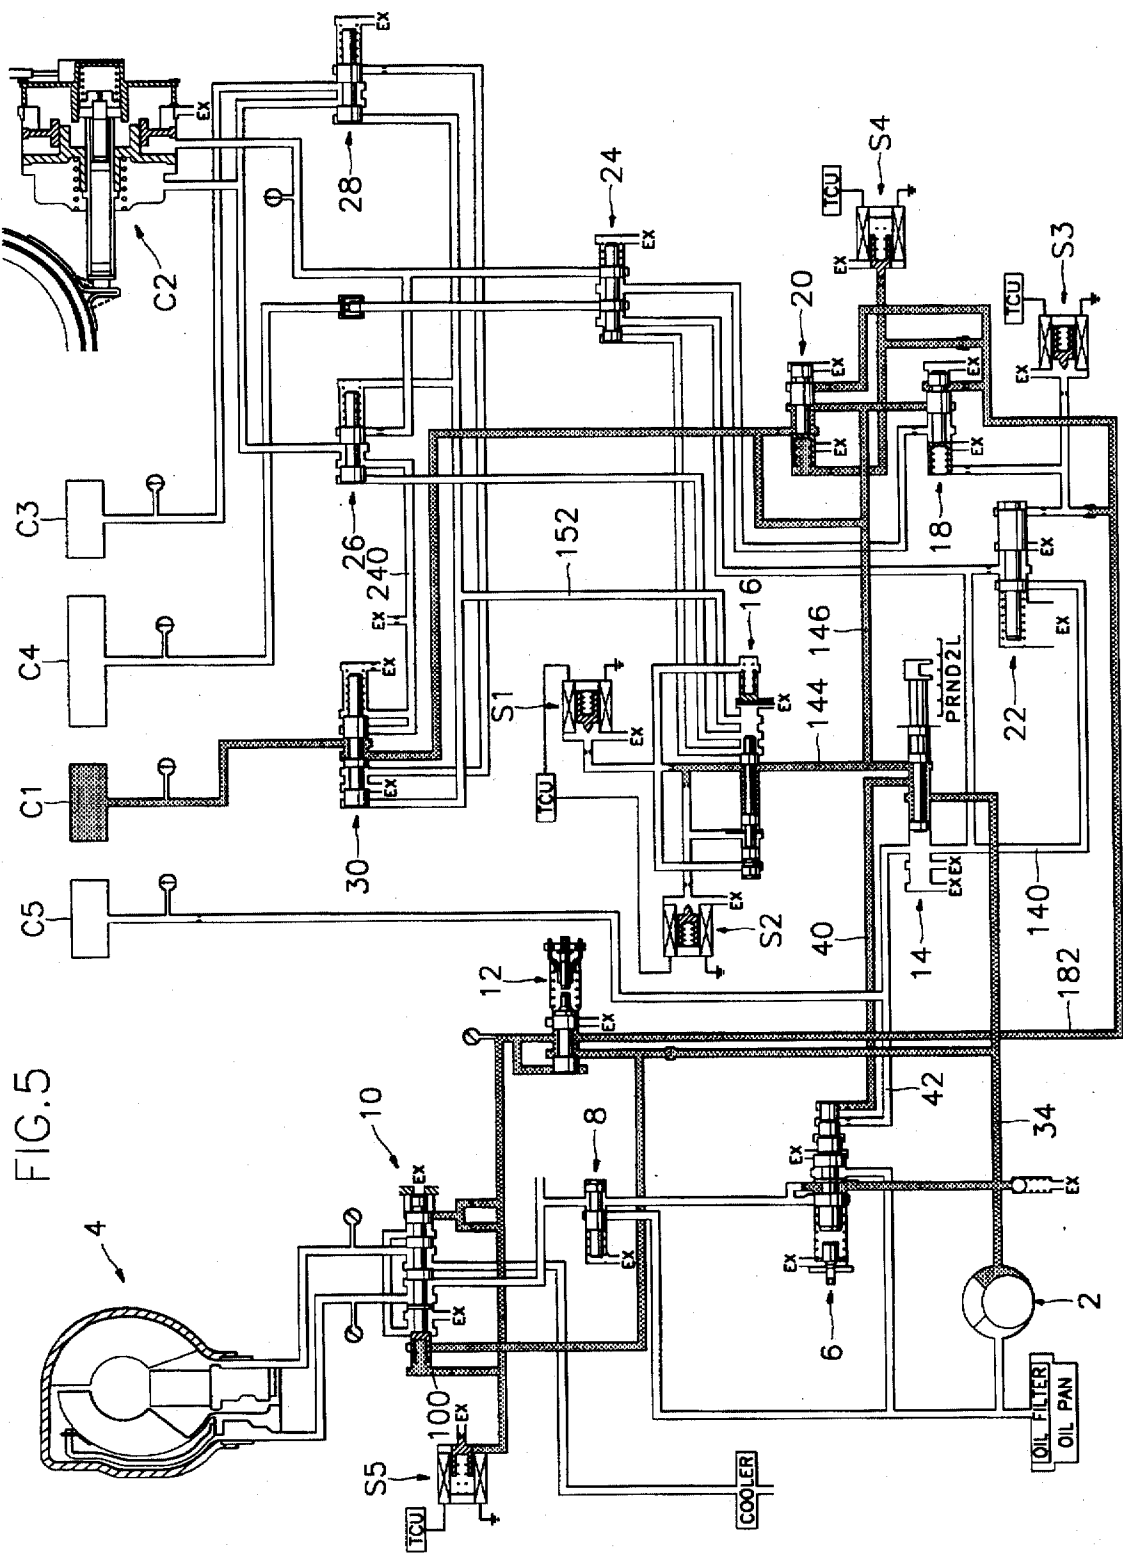 FIG.5
C5
C1
C4
C3
4
C2
EX
10
30
26
28
EX
240
EX
S5
TCU
EX
EX
EX
EX
100
EX
12
S1
TCU
152
24
8
EX
EX
EX
EX
COOLER
S2
EX
16
EX
20
TCU
S4
6
EX
EX
40
144
146
EX
EX
EX
14
EX
EX
PRND2L
18
42
EX
EX
S3
TCU
EX
34
140
22
EX
EX
182
EX
2
OIL FILTER
OIL PAN